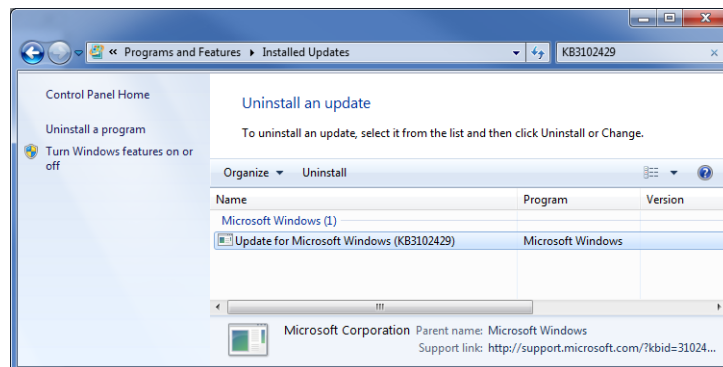 « Programs and Features ▸ Installed Updates
KB3102429
Control Panel Home
Uninstall a program
Turn Windows features on or
off
Uninstall an update
To uninstall an update, select it from the list and then click Uninstall or Change.
Organize Uninstall
Name Program Version
Microsoft Windows (1)
Update for Microsoft Windows (KB3102429) Microsoft Windows
Microsoft Corporation Parent name: Microsoft Windows
Support link: http://support.microsoft.com/?kbid=31024...